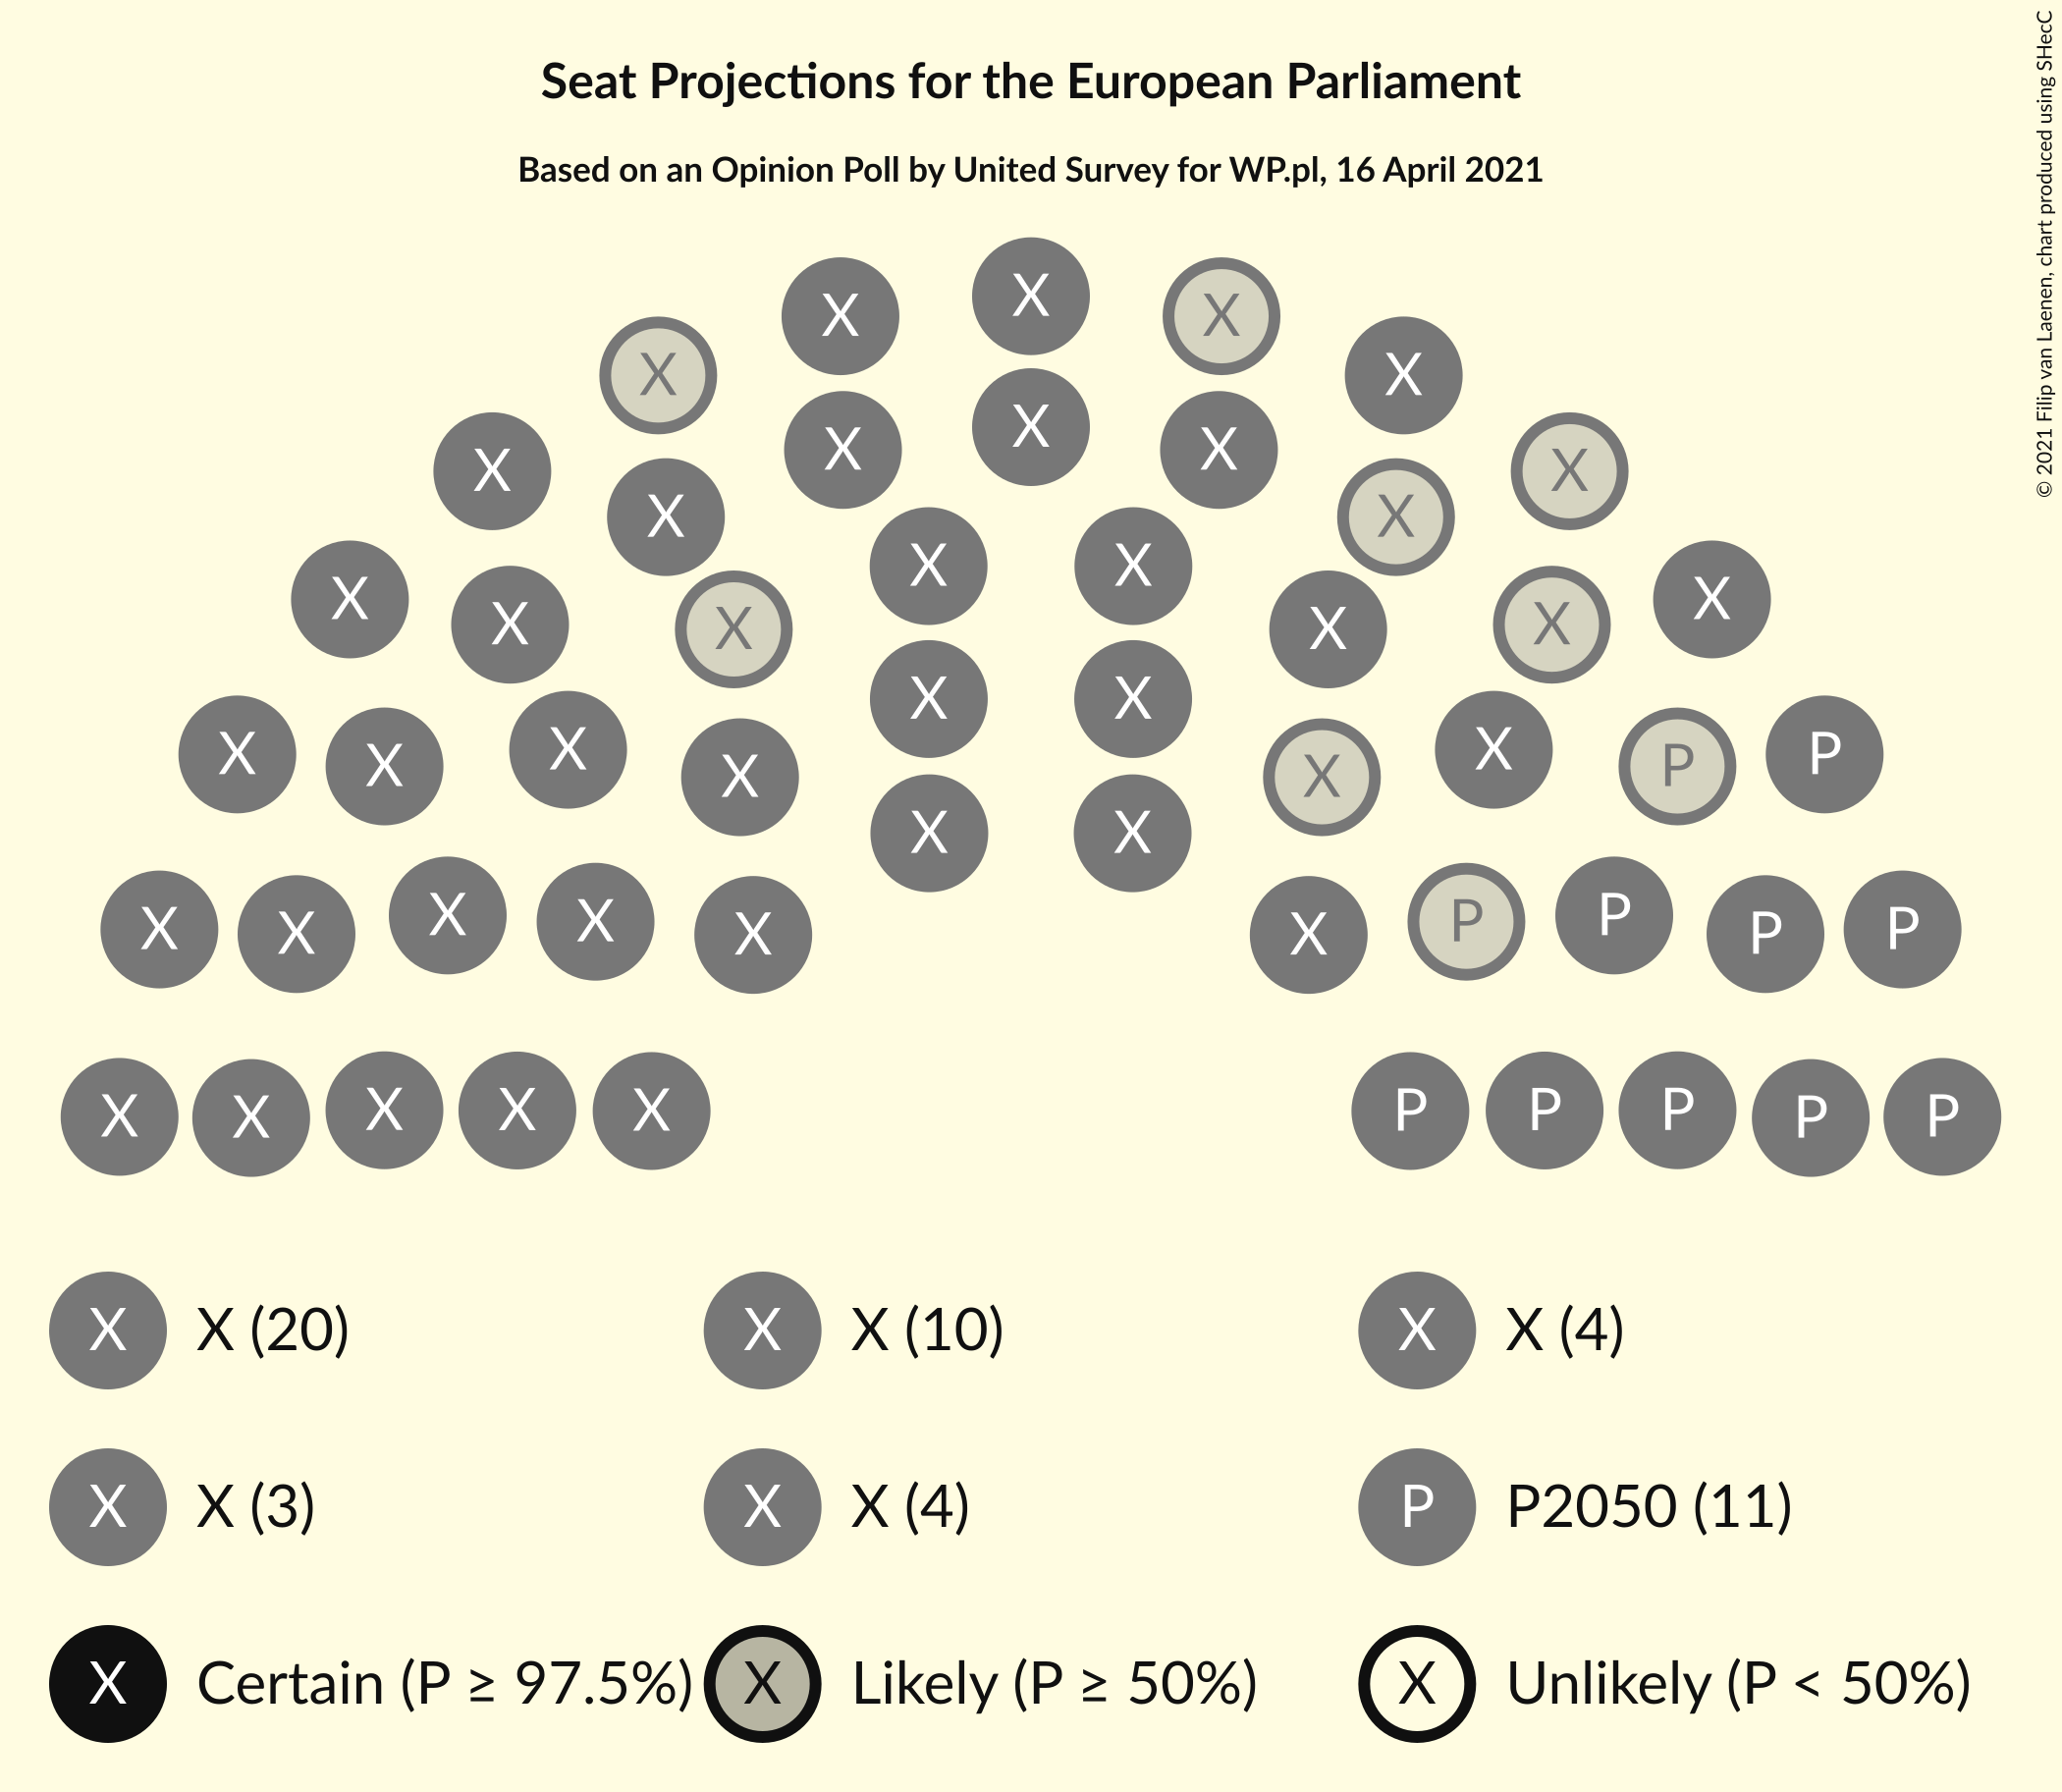 Seat Projections for the European Parliament
Based on an Opinion Poll by United Survey for WP.pl, 16 April 2021
© 2021 Filip van Laenen, chart produced using SHecC
X X X X X
X X X X X
X X X X X X X
X X X X X X X
X X X X X X
X X X X X X P P
X X
X X X X X X P P P P
X X X X X P P P P P
X X (20) X X (10) X X (4)
X X (3) X X (4) P P2050 (11)
X Certain (P ≥ 97.5%) X Likely (P ≥ 50%) X Unlikely (P < 50%)